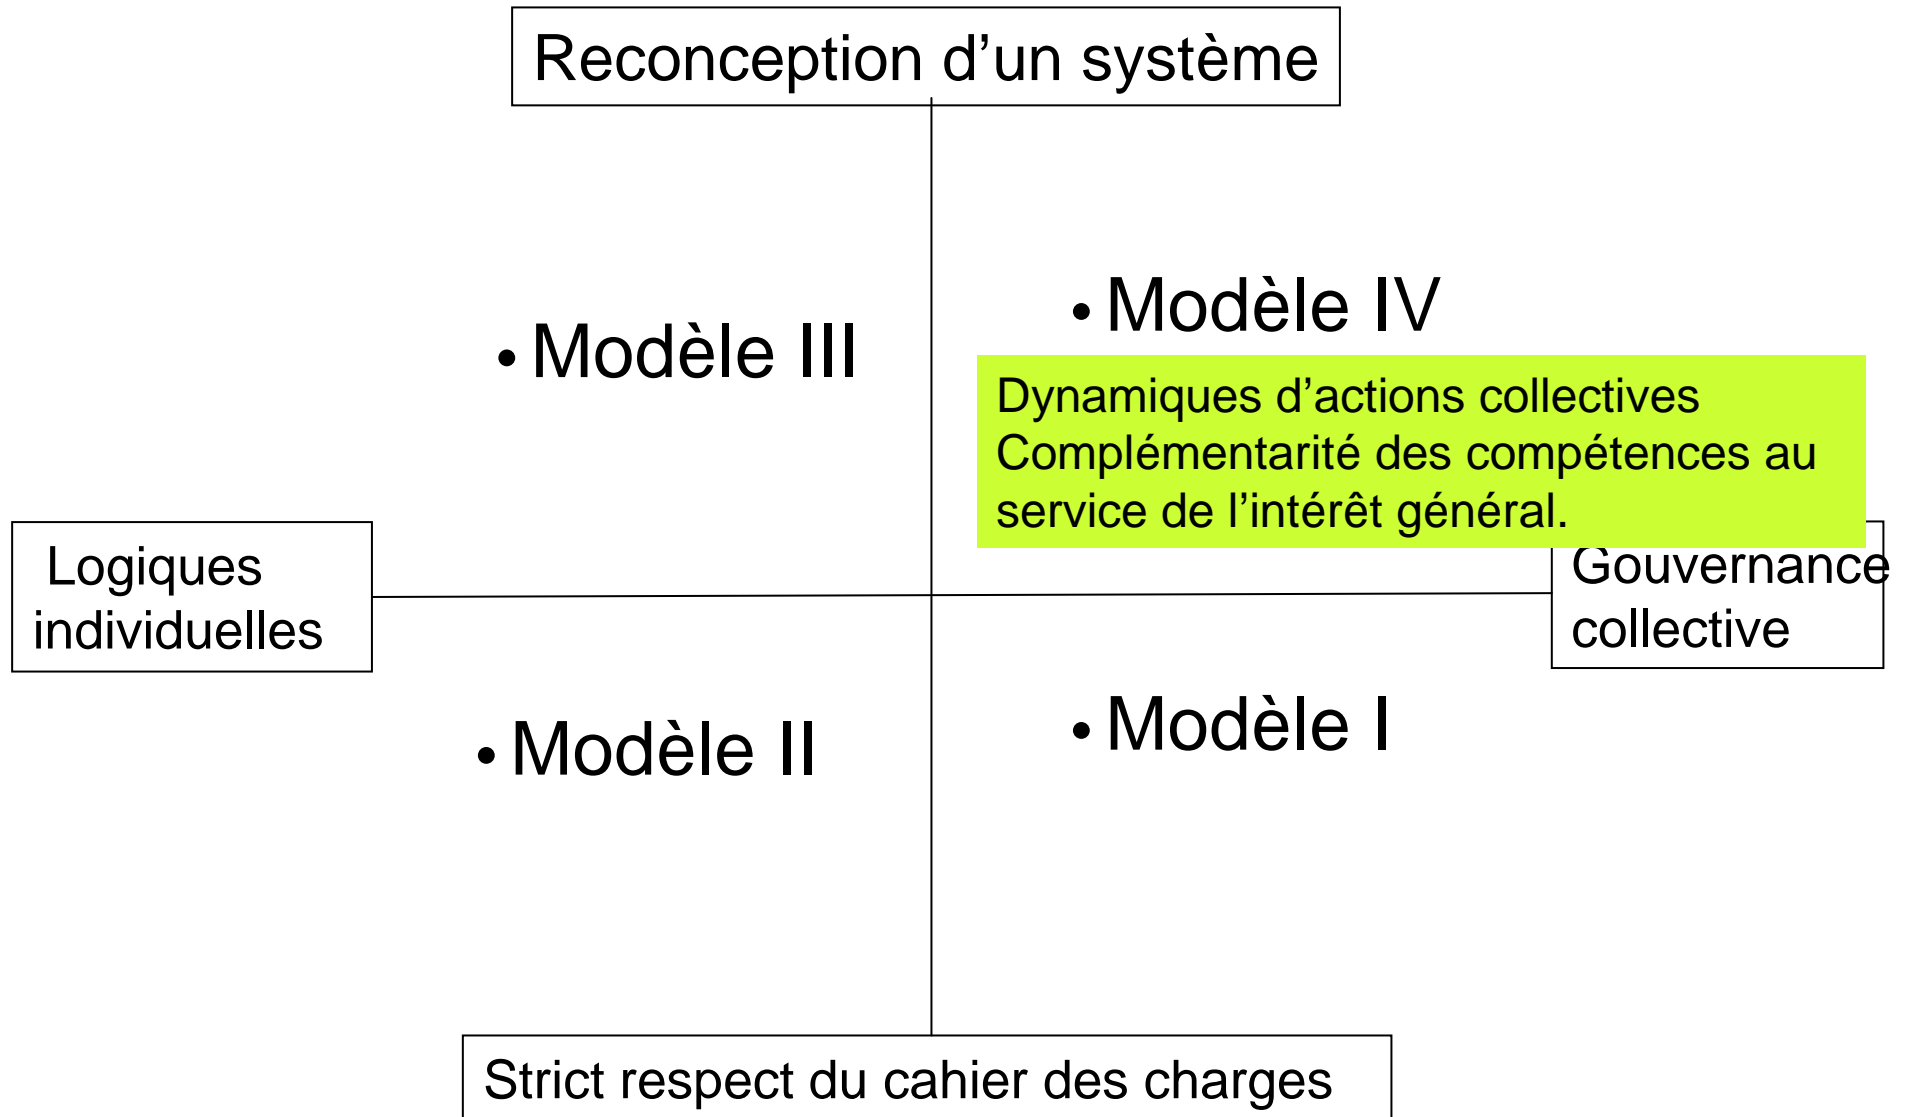 Reconception d’un système
• Modèle IV
• Modèle III
Dynamiques d’actions collectives
Complémentarité des compétences au
service de l’intérêt général.
Logiques
individuelles
Gouvernance
collective
• Modèle I
• Modèle II
Strict respect du cahier des charges